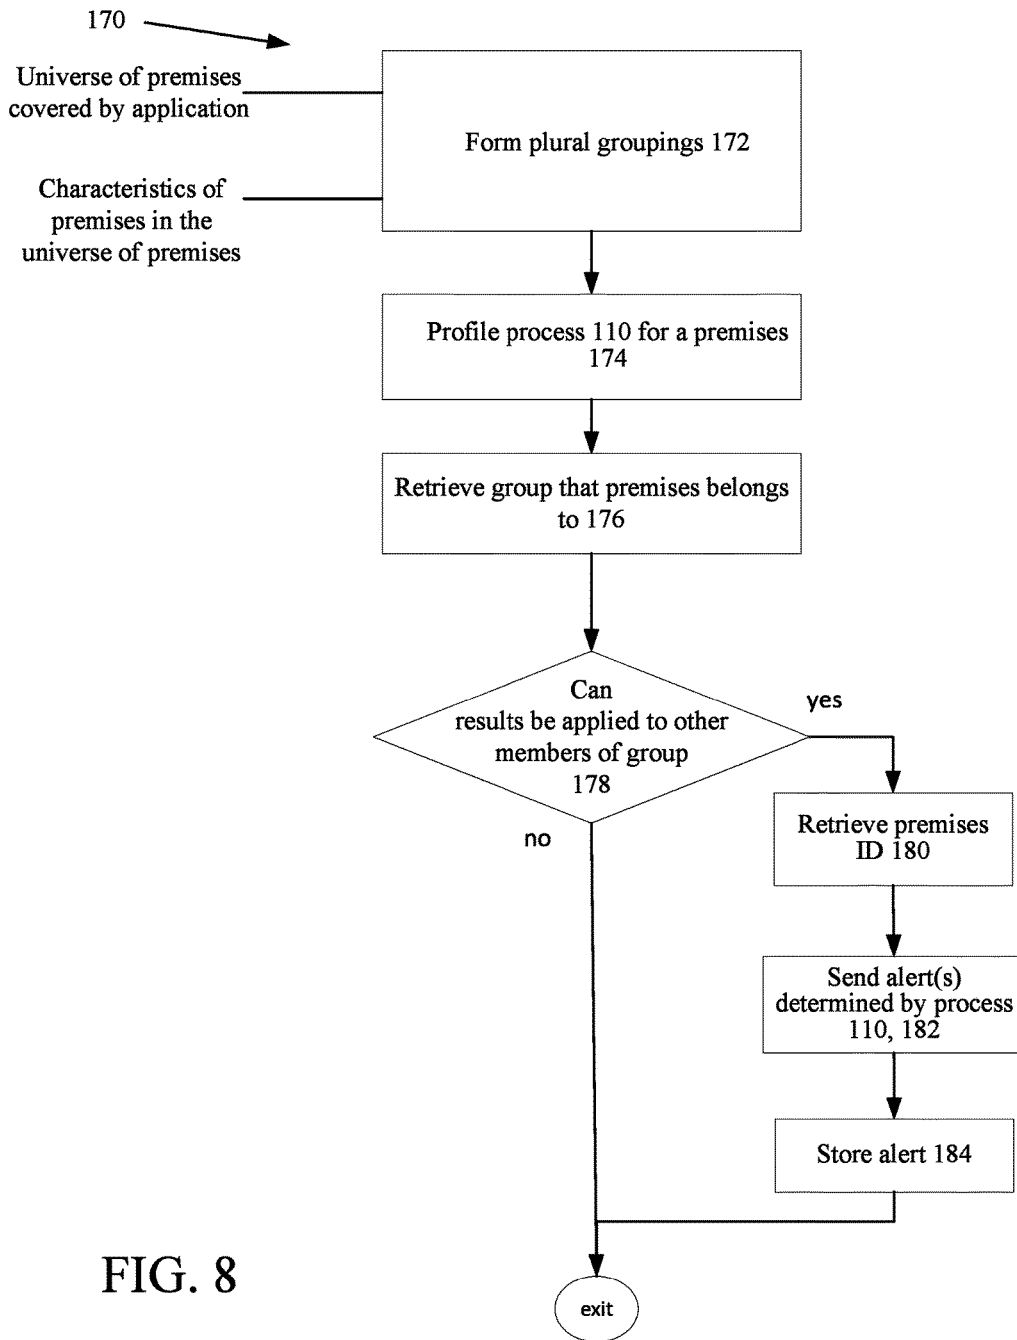 170
Universe of premises
covered by application
Form plural groupings 172
Characteristics of
premises in the
universe of premises
Profile process 110 for a premises
174
Retrieve group that premises belongs
to 176
Can
results be applied to other
members of group
178
yes
no
Retrieve premises
ID 180
Send alert(s)
determined by process
110, 182
Store alert 184
FIG. 8
exit